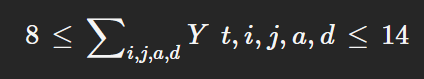 8 ≤ ∑i,j,a,d Y t,i,j,a,d ≤ 14